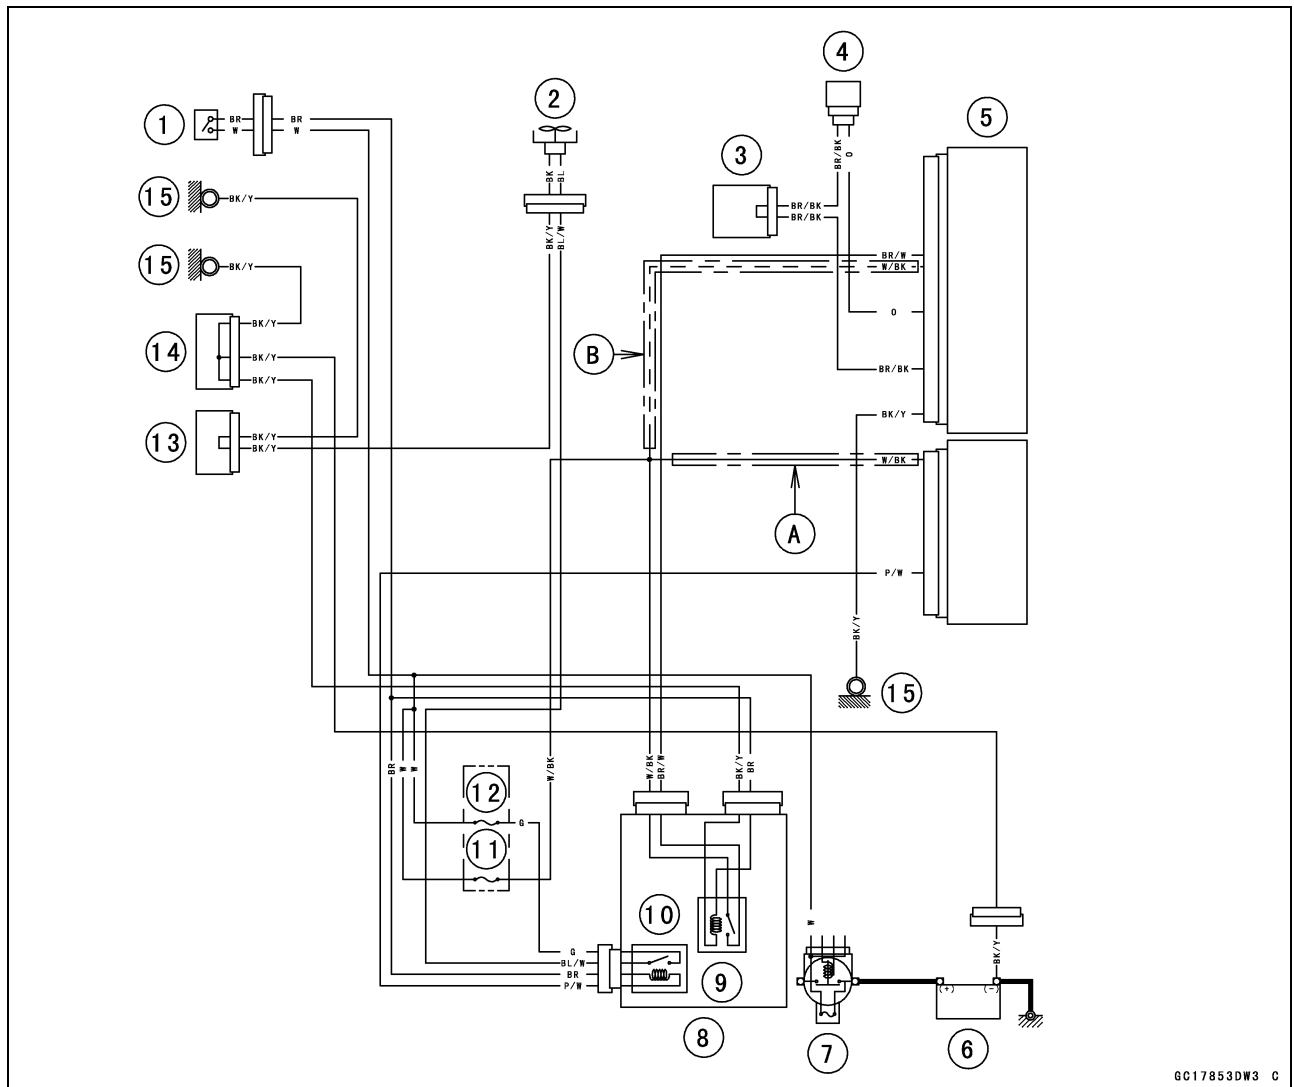 4
2
5
1
BR
BR
W
W
3
BR/BK
O
BK
BL
15
BK/Y
BR/BK
BR/BK
BK/Y
BL/W
15
BK/Y
BR/W
W/BK
O
BK/Y
14
BK/Y
B
BR/BK
BK/Y
BK/Y
13
BK/Y
BK/Y
W/BK
A
P/W
BK/Y
15
BR
W
W
W/BK
W/BK
BR/W
BK/Y
BR
12
G
11
10
W
G
BL/W
BR
P/W
9
BK/Y
(+)
(-)
8
7
6
GC17853DW3 C